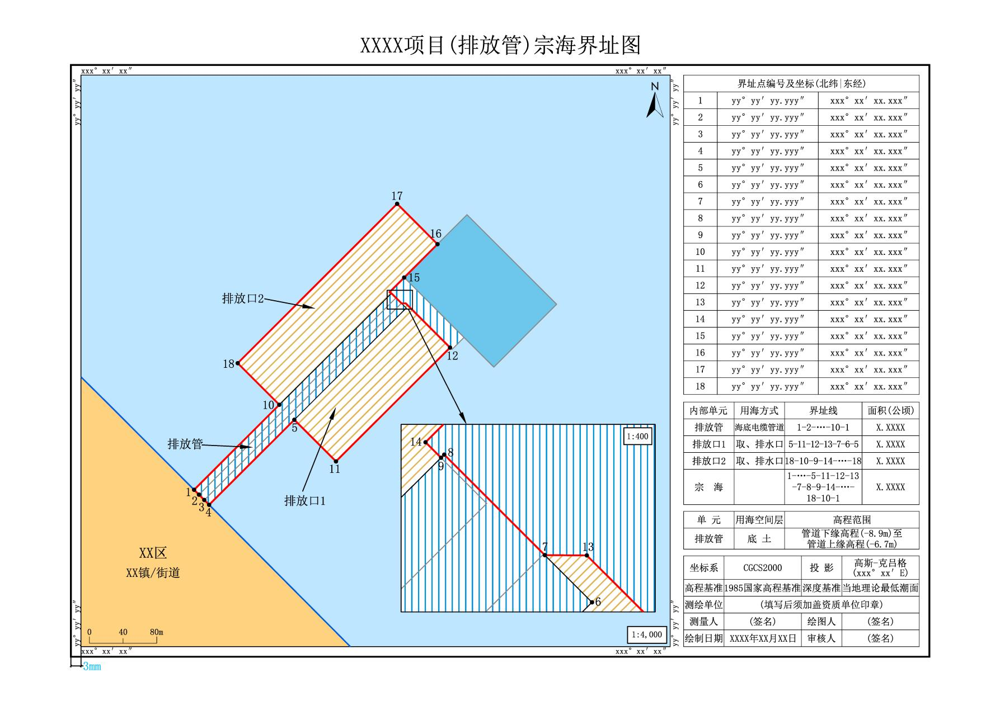 XXXX项目(排放管)宗海界址图
xxx° xx′ xx″
xxx° xx′ xx″
yy° yy′ yy″
yy° yy′ yy″
N
17
16
15
排放口2
18
12
10
5
11
排放管
排放口1
1
2
3
4
XX区
XX镇/街道
0 40 80m
1:400
14
8
9
7
13
6
1:4,000
yy° yy′ yy″
yy° yy′ yy″
xxx° xx′ xx″
xxx° xx′ xx″
3mm
界址点编号及坐标(北纬|东经)
1 yy° yy′ yy.yyy″ xxx° xx′ xx.xxx″
2 yy° yy′ yy.yyy″ xxx° xx′ xx.xxx″
3 yy° yy′ yy.yyy″ xxx° xx′ xx.xxx″
4 yy° yy′ yy.yyy″ xxx° xx′ xx.xxx″
5 yy° yy′ yy.yyy″ xxx° xx′ xx.xxx″
6 yy° yy′ yy.yyy″ xxx° xx′ xx.xxx″
7 yy° yy′ yy.yyy″ xxx° xx′ xx.xxx″
8 yy° yy′ yy.yyy″ xxx° xx′ xx.xxx″
9 yy° yy′ yy.yyy″ xxx° xx′ xx.xxx″
10 yy° yy′ yy.yyy″ xxx° xx′ xx.xxx″
11 yy° yy′ yy.yyy″ xxx° xx′ xx.xxx″
12 yy° yy′ yy.yyy″ xxx° xx′ xx.xxx″
13 yy° yy′ yy.yyy″ xxx° xx′ xx.xxx″
14 yy° yy′ yy.yyy″ xxx° xx′ xx.xxx″
15 yy° yy′ yy.yyy″ xxx° xx′ xx.xxx″
16 yy° yy′ yy.yyy″ xxx° xx′ xx.xxx″
17 yy° yy′ yy.yyy″ xxx° xx′ xx.xxx″
18 yy° yy′ yy.yyy″ xxx° xx′ xx.xxx″
内部单元 用海方式 界址线 面积(公顷)
排放管 海底电缆管道 1-2-…-10-1 X.XXXX
排放口1 取、排水口 5-11-12-13-7-6-5 X.XXXX
排放口2 取、排水口 18-10-9-14-…-18 X.XXXX
宗 海 1-…-5-11-12-13
-7-8-9-14-…-
18-10-1 X.XXXX
单 元 用海空间层 高程范围
排放管 底 土 管道下缘高程(-8.9m)至
管道上缘高程(-6.7m)
坐标系 CGCS2000 投 影 高斯-克吕格
(xxx° xx′ E)
高程基准 1985国家高程基准 深度基准 当地理论最低潮面
测绘单位 (填写后须加盖资质单位印章)
测量人 (签名) 绘图人 (签名)
绘制日期 XXXX年XX月XX日 审核人 (签名)